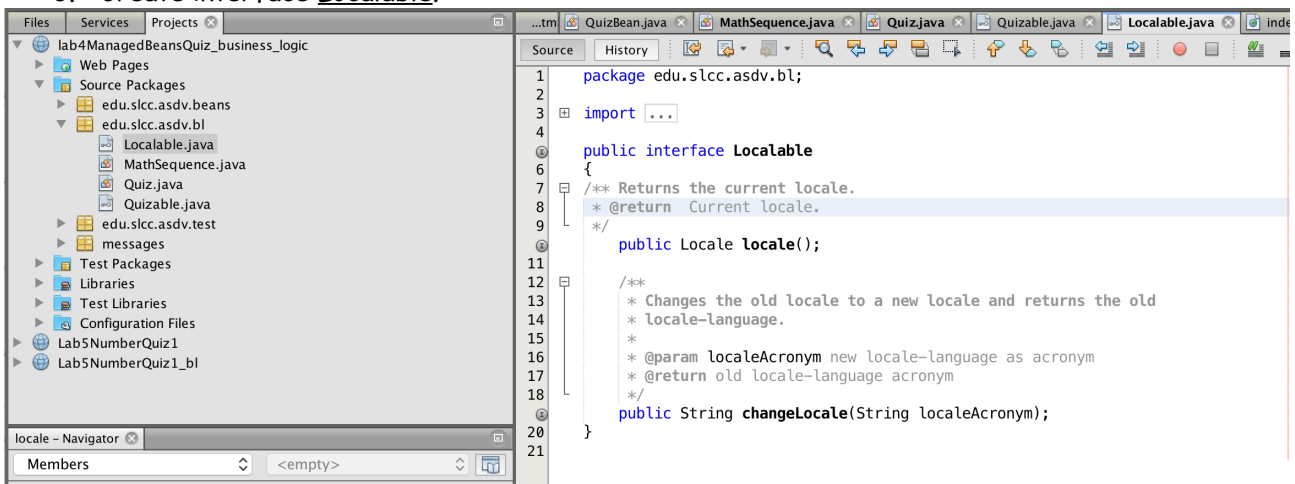 Create interface Localable.
Files Services Projects
lab4ManagedBeansQuiz_business_logic
Web Pages
Source Packages
edu.slcc.asdv.beans
edu.slcc.asdv.bl
Localable.java
MathSequence.java
Quiz.java
Quizable.java
edu.slcc.asdv.test
messages
Test Packages
Libraries
Test Libraries
Configuration Files
Lab5NumberQuiz1
Lab5NumberQuiz1_bl
locale – Navigator
Members <empty>
...tm QuizBean.java MathSequence.java Quiz.java Quizable.java Localable.java inde
Source History
1 package edu.slcc.asdv.bl;
2
3 import ...
4
public interface Localable
6 {
7 /** Returns the current locale.
8 * @return Current locale.
9 */
public Locale locale();
11
12 /**
13 * Changes the old locale to a new locale and returns the old
14 * locale-language.
15 *
16 * @param localeAcronym new locale-language as acronym
17 * @return old locale-language acronym
18 */
public String changeLocale(String localeAcronym);
20 }
21